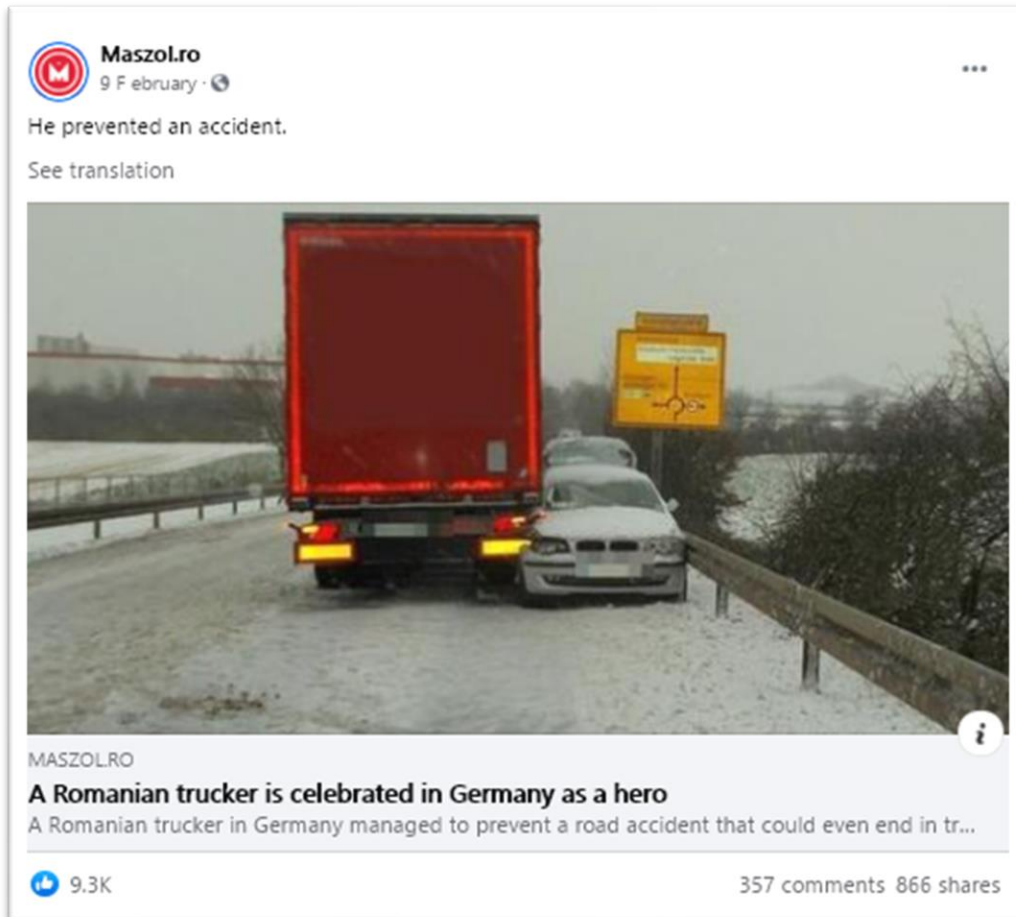 Maszol.ro
9 F ebruary ·
He prevented an accident.
See translation
MASZOL.RO
A Romanian trucker is celebrated in Germany as a hero
A Romanian trucker in Germany managed to prevent a road accident that could even end in tr...
9.3K
357 comments 866 shares